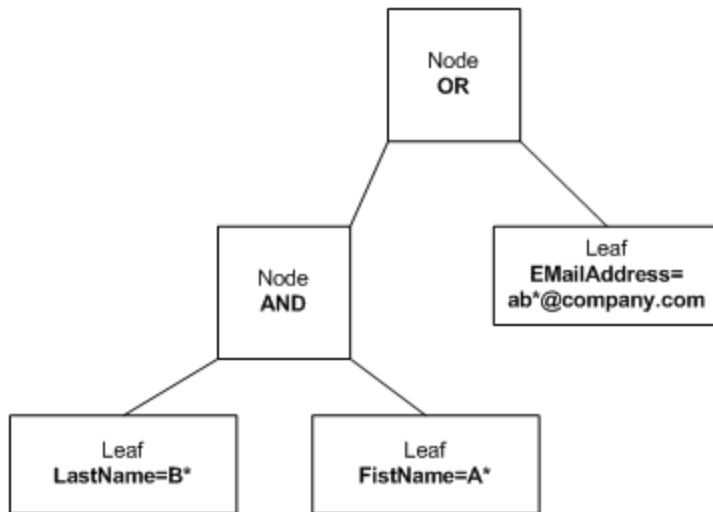 Node
OR
Node
AND
Leaf
EMailAddress=
ab*@company.com
Leaf
LastName=B*
Leaf
FistName=A*